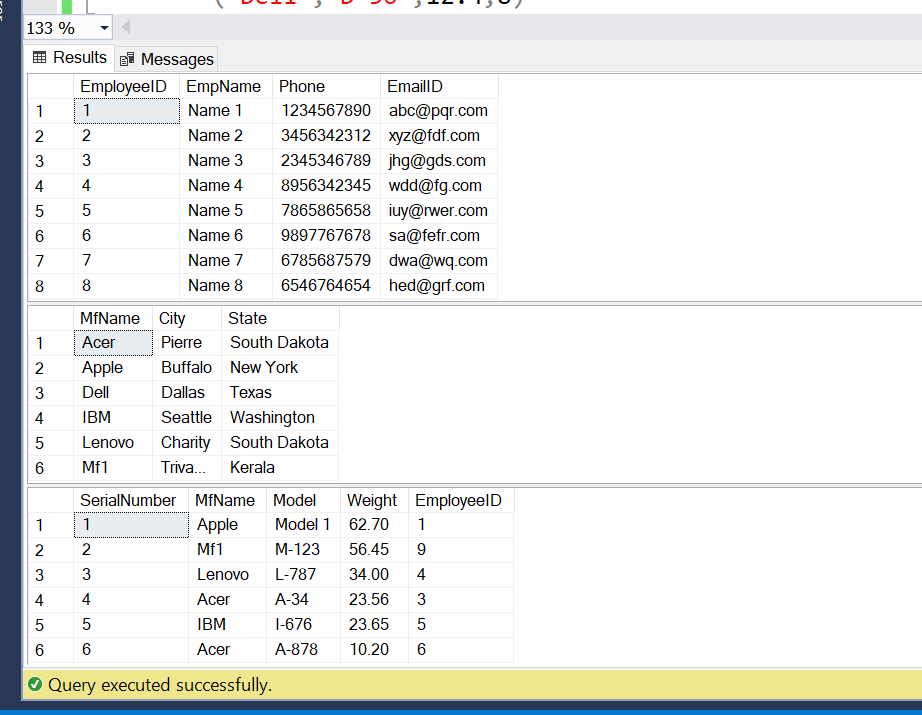 133 %
Results Messages
EmployeeID EmpName Phone EmailID
1 1 Name 1 1234567890 abc@pqr.com
2 2 Name 2 3456342312 xyz@fdf.com
3 3 Name 3 2345346789 jhg@gds.com
4 4 Name 4 8956342345 wdd@fg.com
5 5 Name 5 7865865658 iuy@rwer.com
6 6 Name 6 9897767678 sa@fefr.com
7 7 Name 7 6785687579 dwa@wq.com
8 8 Name 8 6546764654 hed@grf.com
MfName City State
1 Acer Pierre South Dakota
2 Apple Buffalo New York
3 Dell Dallas Texas
4 IBM Seattle Washington
5 Lenovo Charity South Dakota
6 Mf1 Triva... Kerala
SerialNumber MfName Model Weight EmployeeID
1 1 Apple Model 1 62.70 1
2 2 Mf1 M-123 56.45 9
3 3 Lenovo L-787 34.00 4
4 4 Acer A-34 23.56 3
5 5 IBM I-676 23.65 5
6 6 Acer A-878 10.20 6
Query executed successfully.